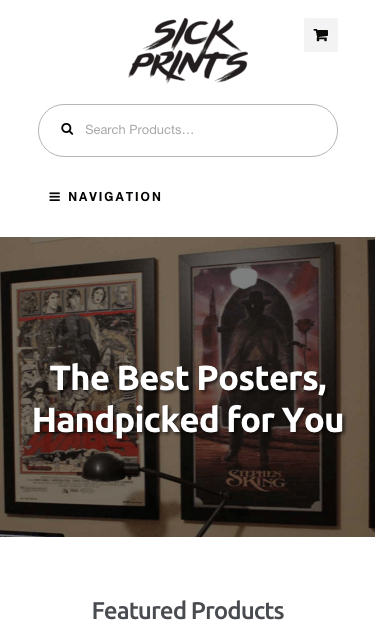 SICK
PRINTS
Search Products...
NAVIGATION
The Best Posters,
Handpicked for You
STEPHEN
KING
Featured Products